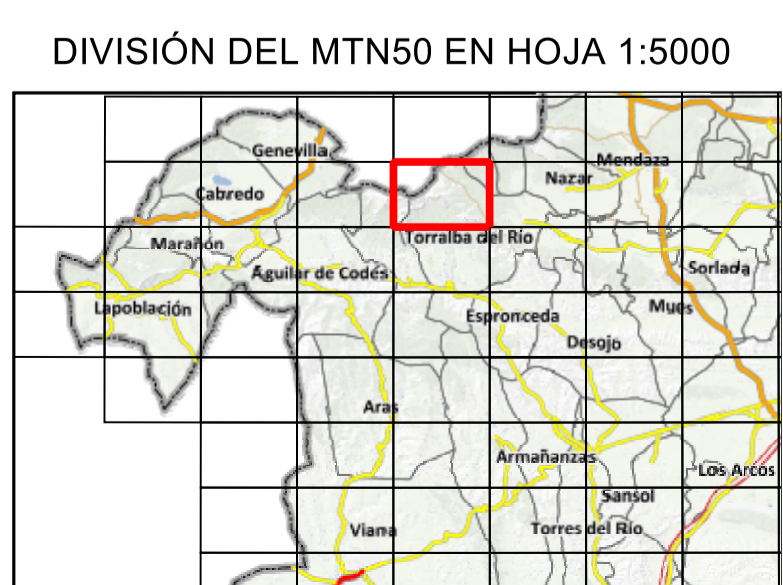 DIVISIÓN DEL MTN50 EN HOJA 1:5000
Genevilla
Mendaza
Nazar
Cabredo
Torralba del Río
Marañón
Sorlada
Aguilar de Codés
Mues
Lapoblación
Espronceda
Desojo
Aras
Armañanzas
Los Arcos
Sansol
Viana
Torres del Río